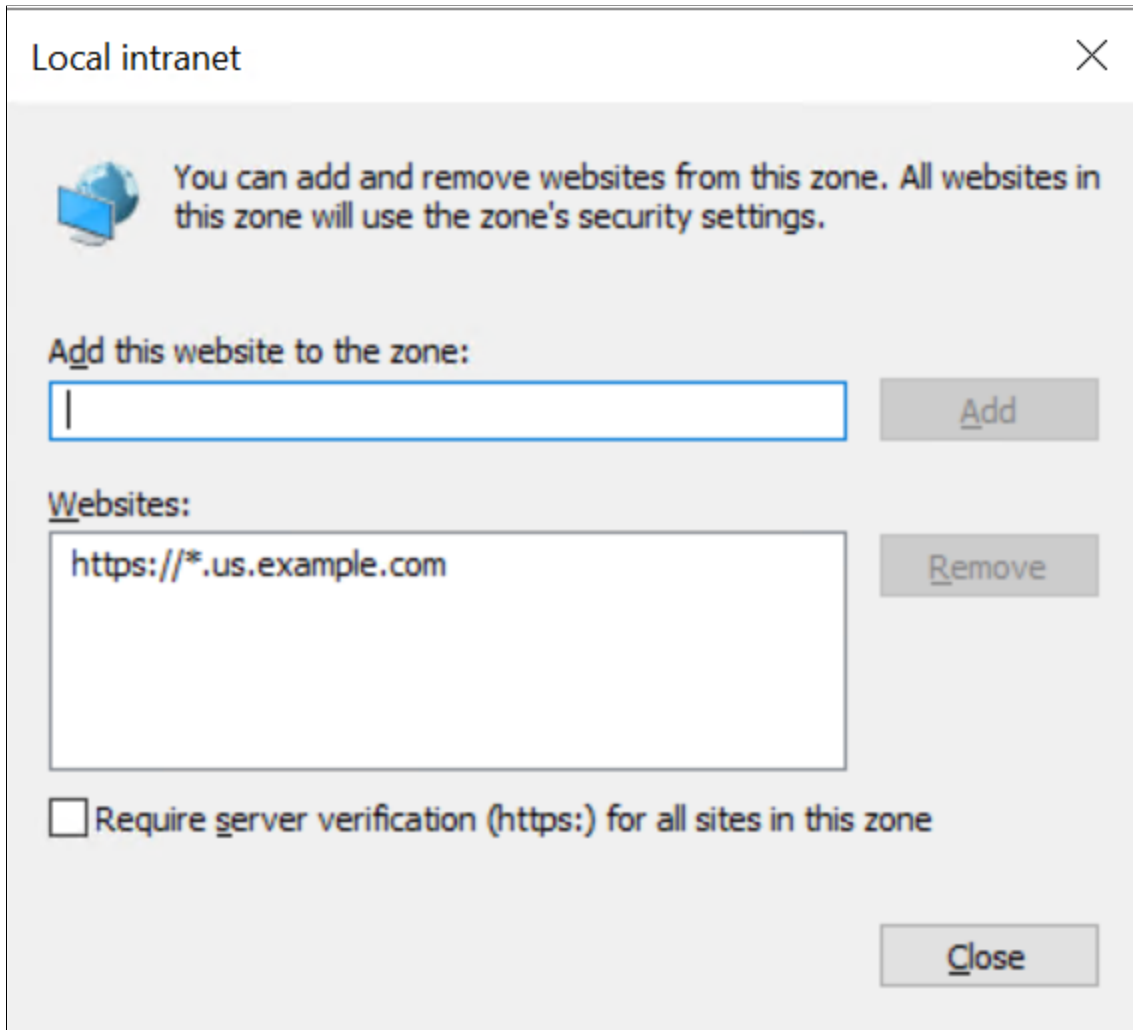 Local intranet
You can add and remove websites from this zone. All websites in
this zone will use the zone's security settings.
Add this website to the zone:
Add
Websites:
https://*.us.example.com
Remove
Require server verification (https:) for all sites in this zone
Close